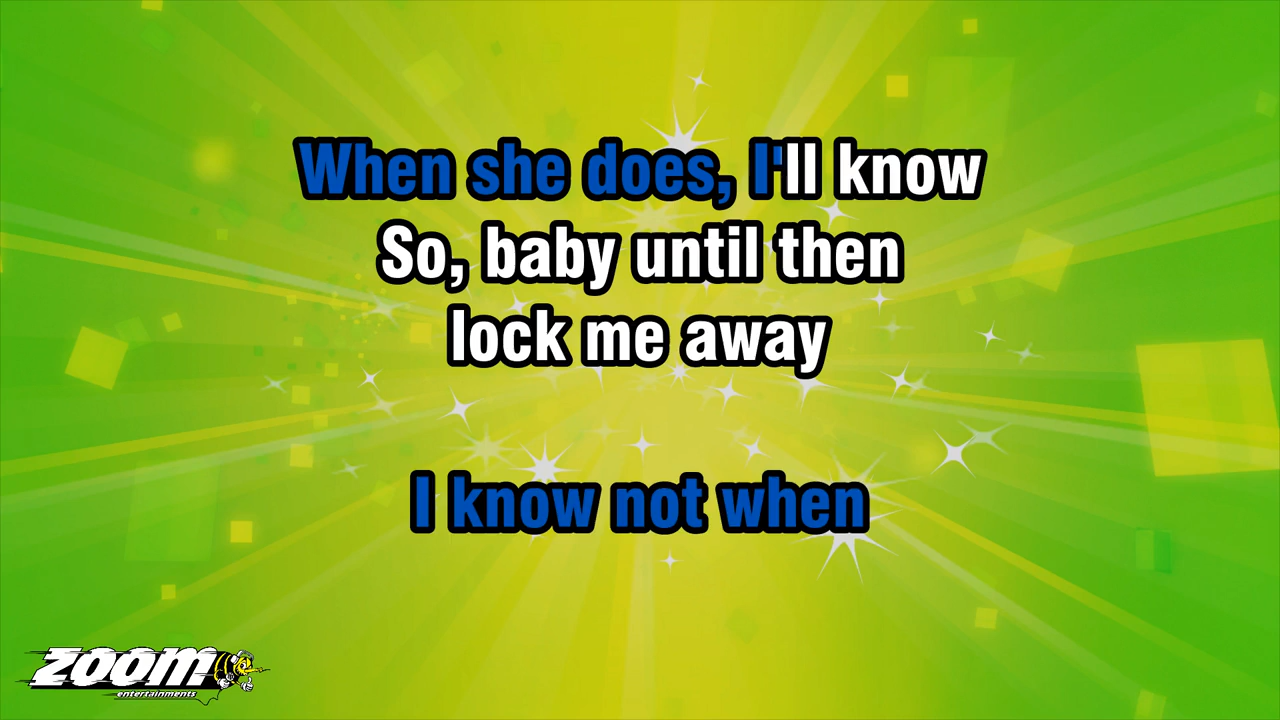 When she does, I'll know
So, baby until then
lock me away
I know not when
zoom
entertainments